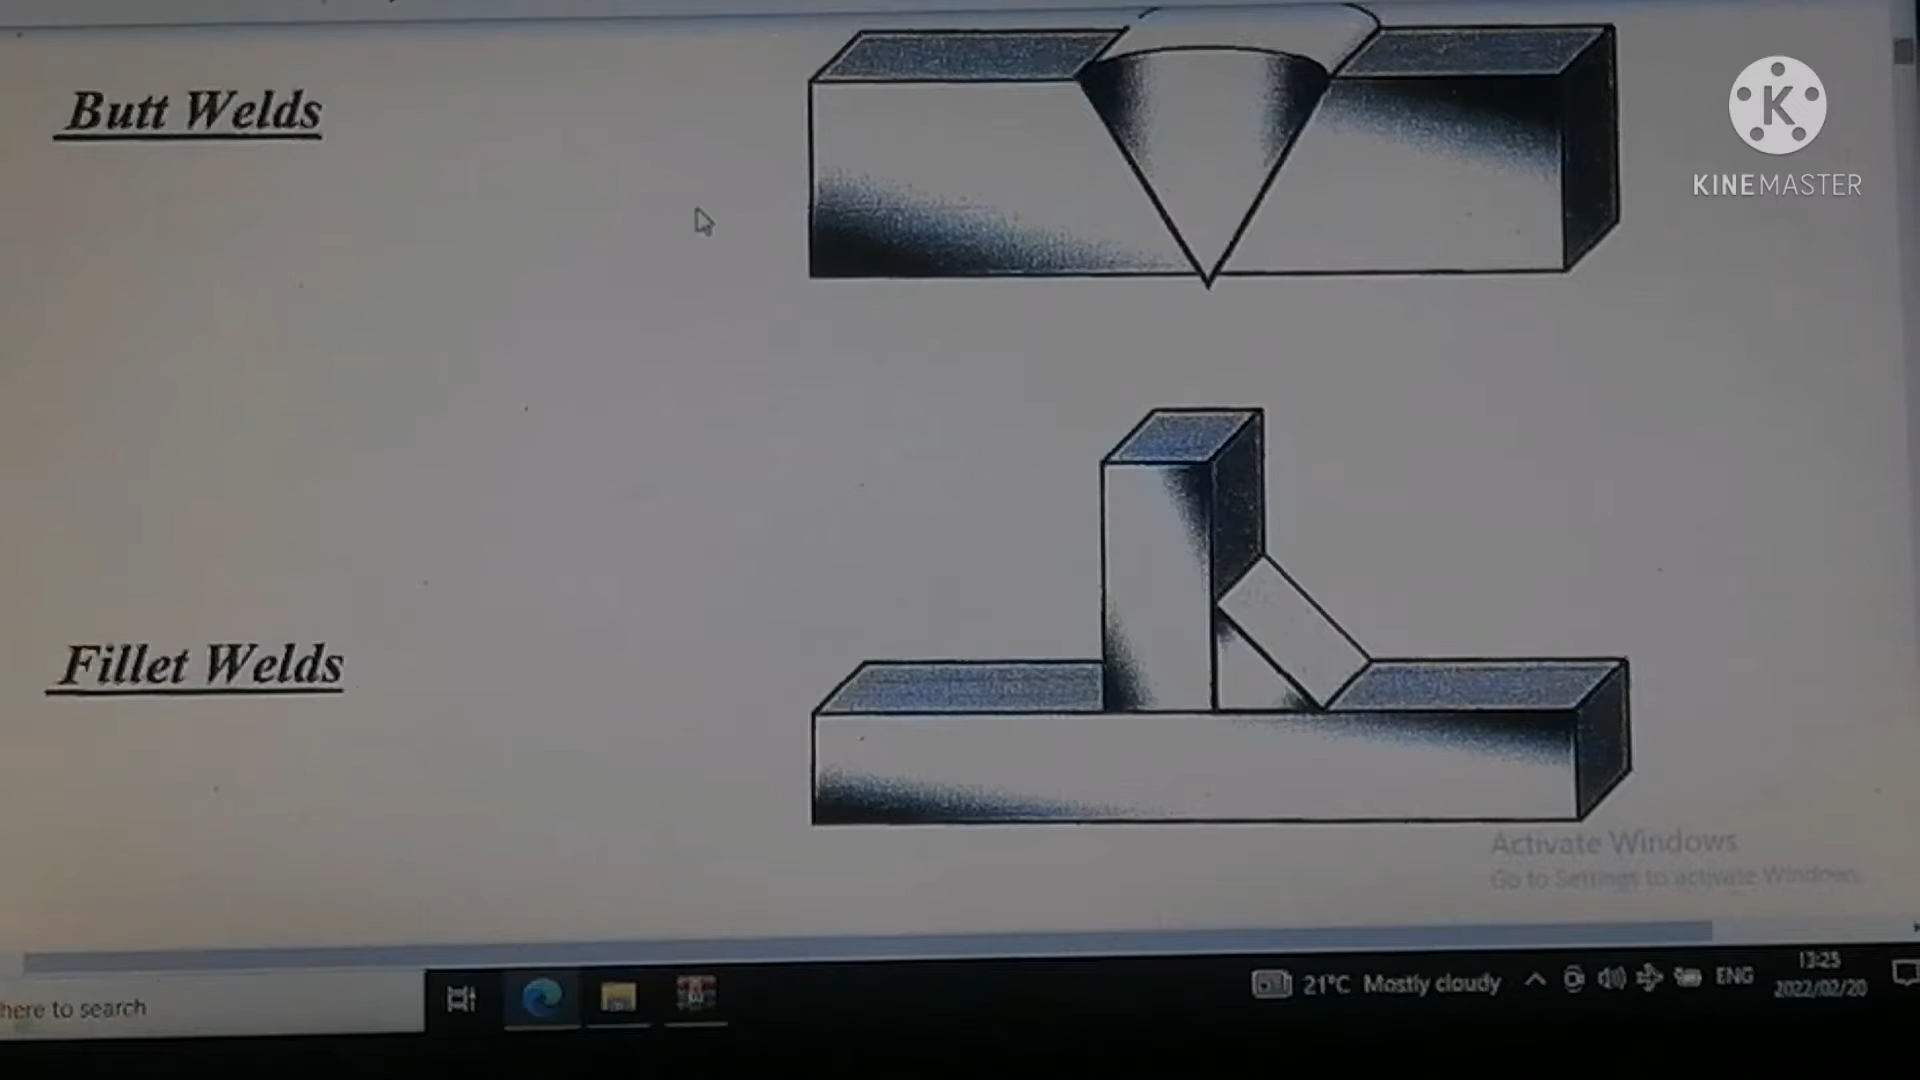 Butt Welds
K
KINEMASTER
Fillet Welds
Activate Windows
Go to Settings to activate Windows.
here to search
21°C Mostly cloudy
ENG
13:25
2022/02/20